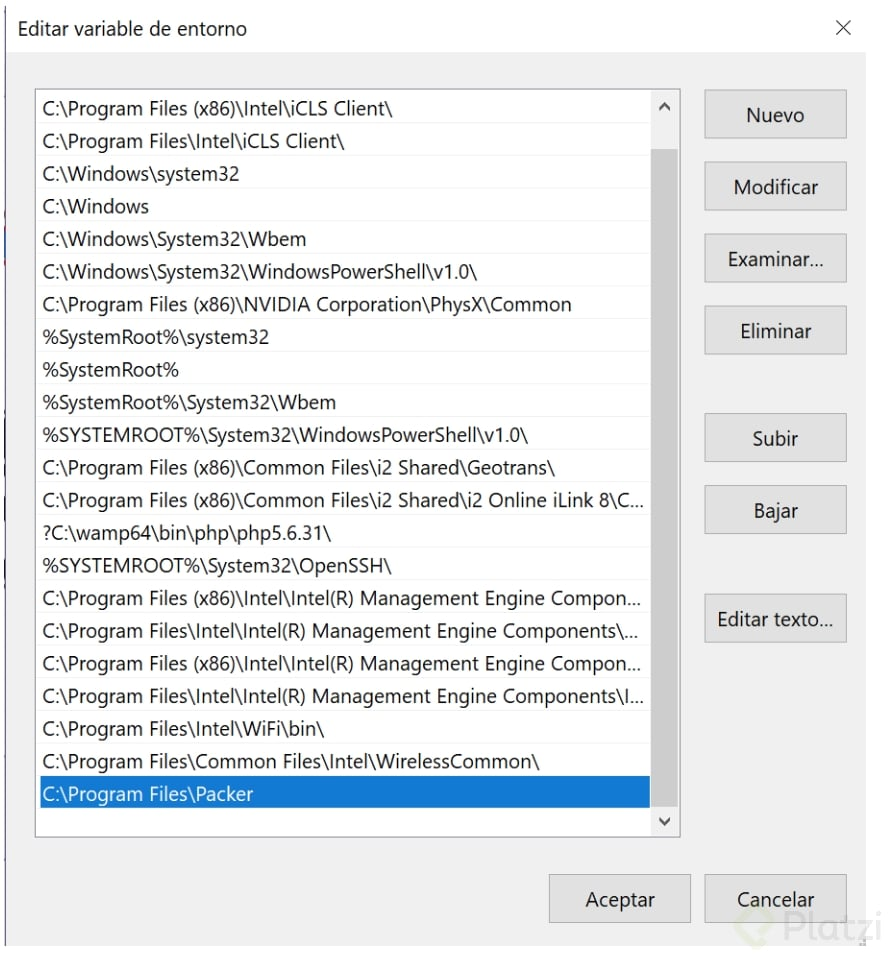 Editar variable de entorno
C:\Program Files (x86)\Intel\iCLS Client\
C:\Program Files\Intel\iCLS Client\
C:\Windows\system32
C:\Windows
C:\Windows\System32\Wbem
C:\Windows\System32\WindowsPowerShell\v1.0\
C:\Program Files (x86)\NVIDIA Corporation\PhysX\Common
%SystemRoot%\system32
%SystemRoot%
%SystemRoot%\System32\Wbem
%SYSTEMROOT%\System32\WindowsPowerShell\v1.0\
C:\Program Files (x86)\Common Files\i2 Shared\Geotrans\
C:\Program Files (x86)\Common Files\i2 Shared\i2 Online iLink 8\C...
?C:\wamp64\bin\php\php5.6.31\
%SYSTEMROOT%\System32\OpenSSH\
C:\Program Files (x86)\Intel\Intel(R) Management Engine Compon...
C:\Program Files\Intel\Intel(R) Management Engine Components\...
C:\Program Files (x86)\Intel\Intel(R) Management Engine Compon...
C:\Program Files\Intel\Intel(R) Management Engine Components\I...
C:\Program Files\Intel\WiFi\bin\
C:\Program Files\Common Files\Intel\WirelessCommon\
C:\Program Files\Packer
Nuevo
Modificar
Examinar...
Eliminar
Subir
Bajar
Editar texto...
Aceptar
Cancelar
Platzi